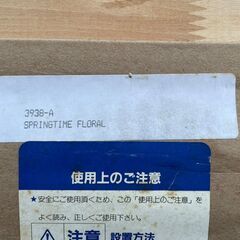 3938-A
SPRINGTIME FLORAL
使用上のご注意
★安全にご使用頂くため、この「使用上のご注意」を
よく読み、正しくご使用下さい。
注意 設置方法